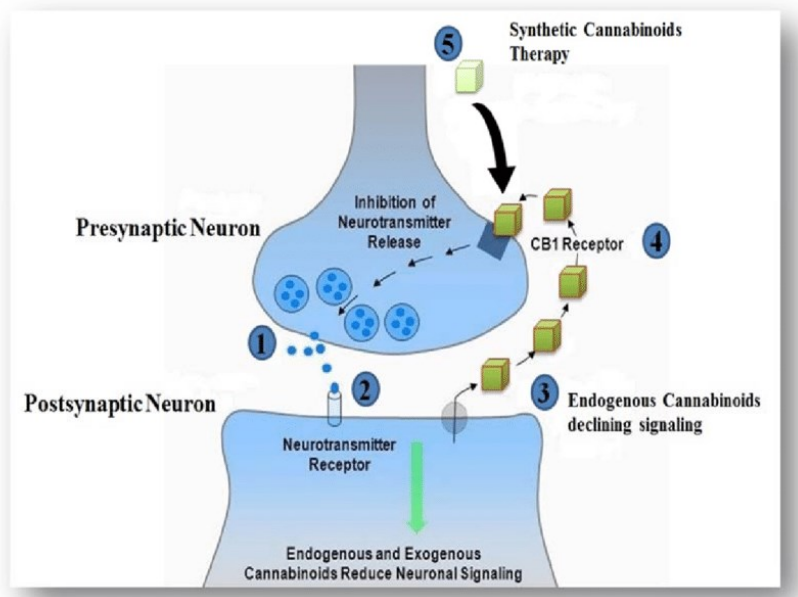 5
Synthetic Cannabinoids
Therapy
Inhibition of
Neurotransmitter
Release
Presynaptic Neuron
CB1 Receptor
4
1
2
3
Endogenous Cannabinoids
declining signaling
Postsynaptic Neuron
Neurotransmitter
Receptor
Endogenous and Exogenous
Cannabinoids Reduce Neuronal Signaling